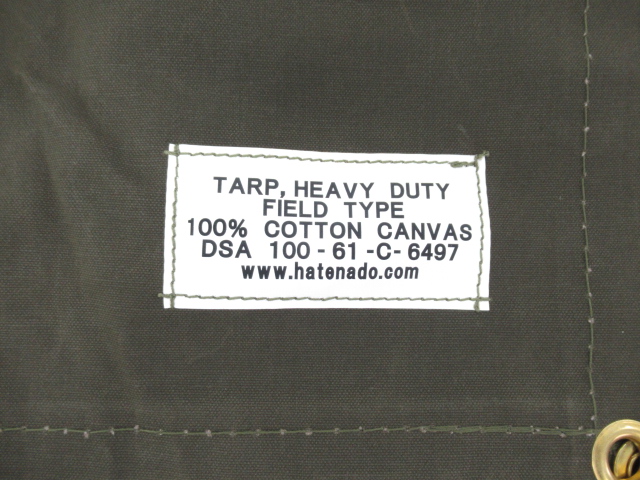 TARP, HEAVY DUTY
FIELD TYPE
100% COTTON CANVAS
DSA 100 - 61 -C- 6497
www.hatenado.com